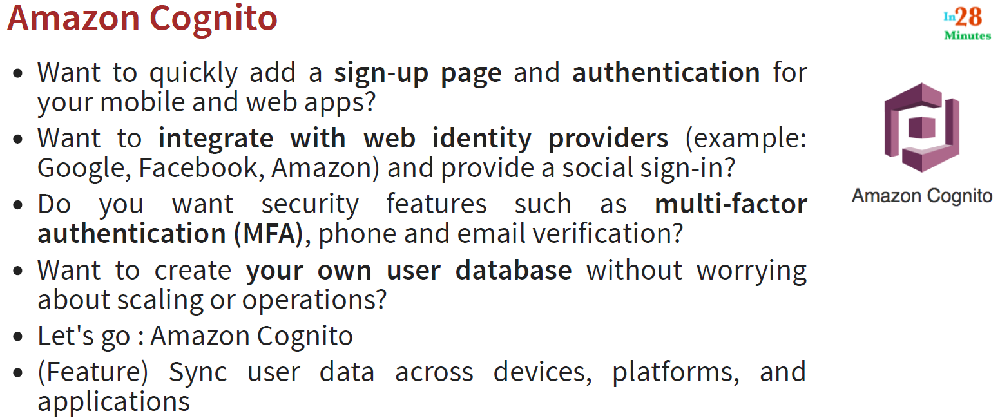 Amazon Cognito
In28
Minutes
• Want to quickly add a sign-up page and authentication for
your mobile and web apps?
• Want to integrate with web identity providers (example:
Google, Facebook, Amazon) and provide a social sign-in?
• Do you want security features such as multi-factor
authentication (MFA), phone and email verification?
• Want to create your own user database without worrying
about scaling or operations?
• Let's go : Amazon Cognito
• (Feature) Sync user data across devices, platforms, and
applications
Amazon Cognito